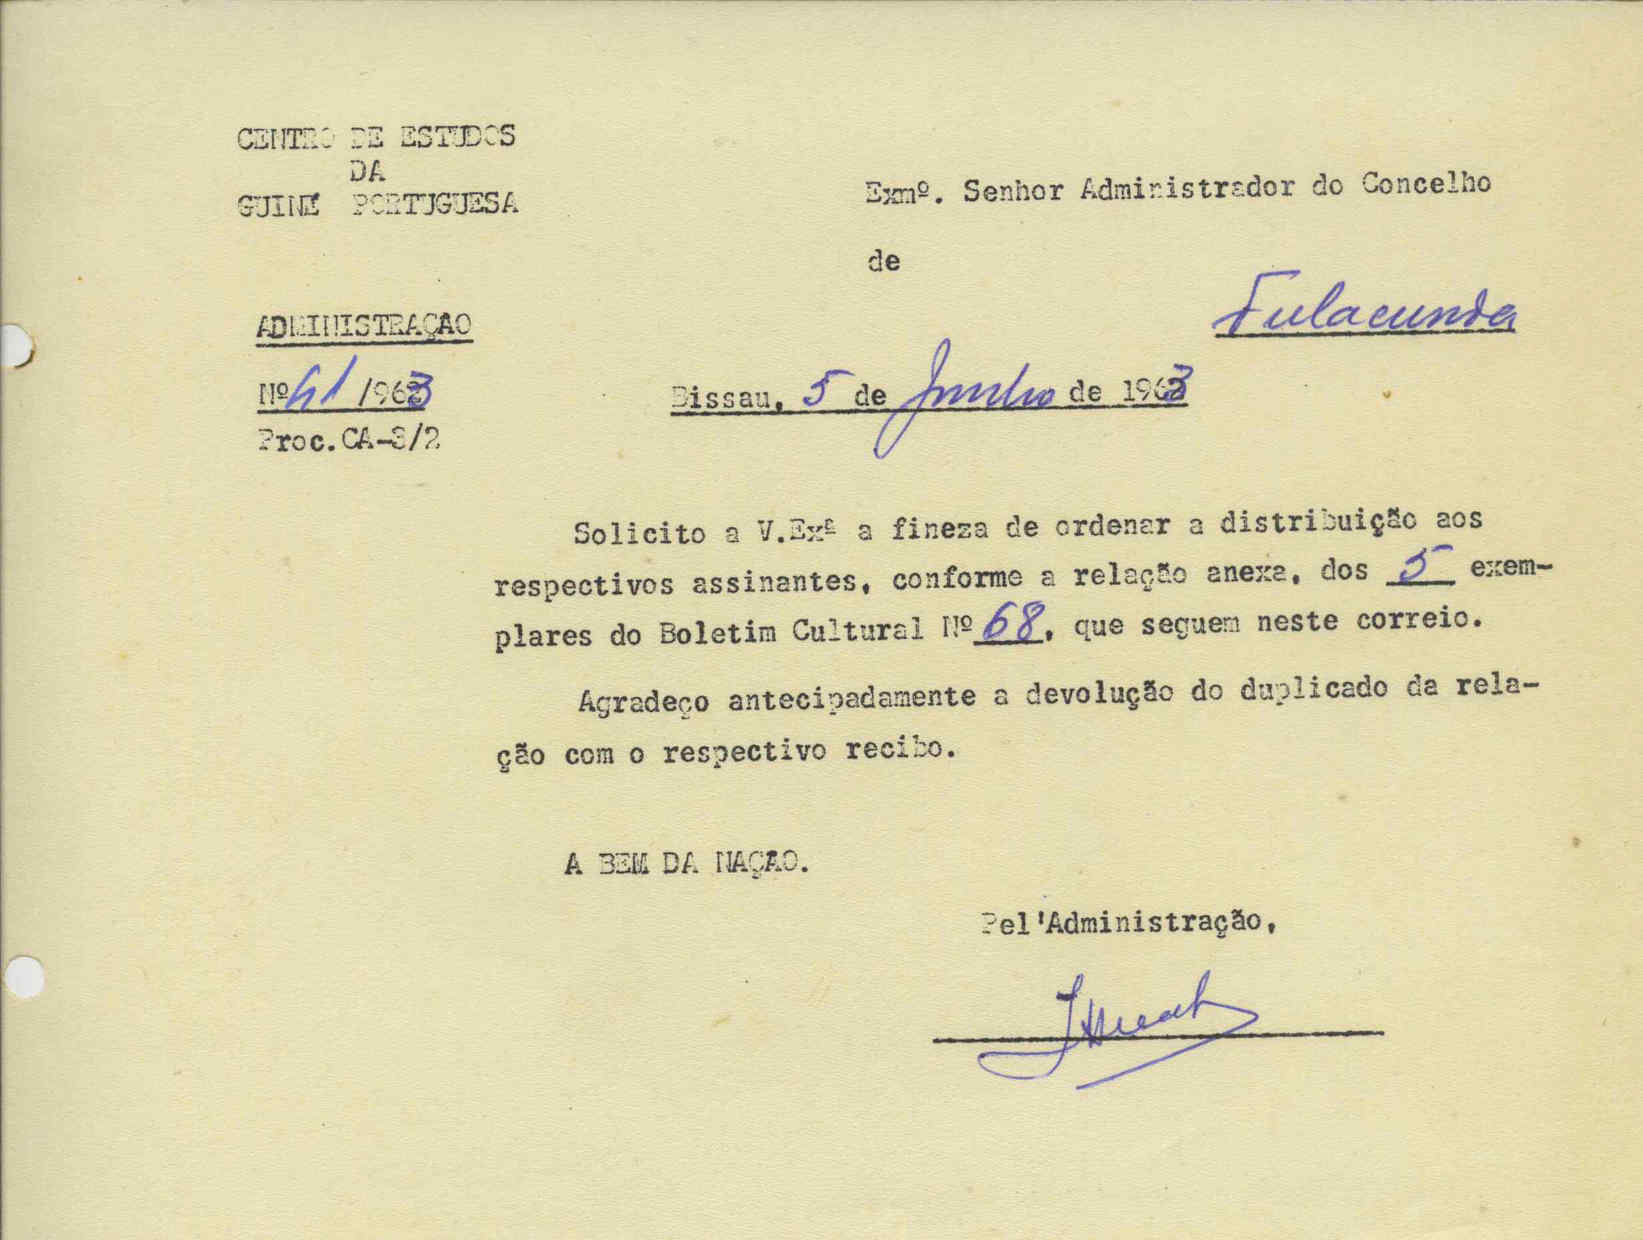 CENTRO DE ESTUDOS
DA
GUINÉ PORTUGUESA
Exmº. Senhor Administrador do Concelho
de
Fulacunda
ADMINISTRAÇÃO
Nº 41 /963
Bissau, 5 de Junho de 1963
Proc.CA-3/2
Solicito a V.Exª a fineza de ordenar a distribuição aos
respectivos assinantes, conforme a relação anexa, dos 5 exem-
plares do Boletim Cultural Nº 68, que seguem neste correio.
Agradeço antecipadamente a devolução do duplicado da rela-
ção com o respectivo recibo.
A BEM DA NAÇÃO.
Pel'Administração,